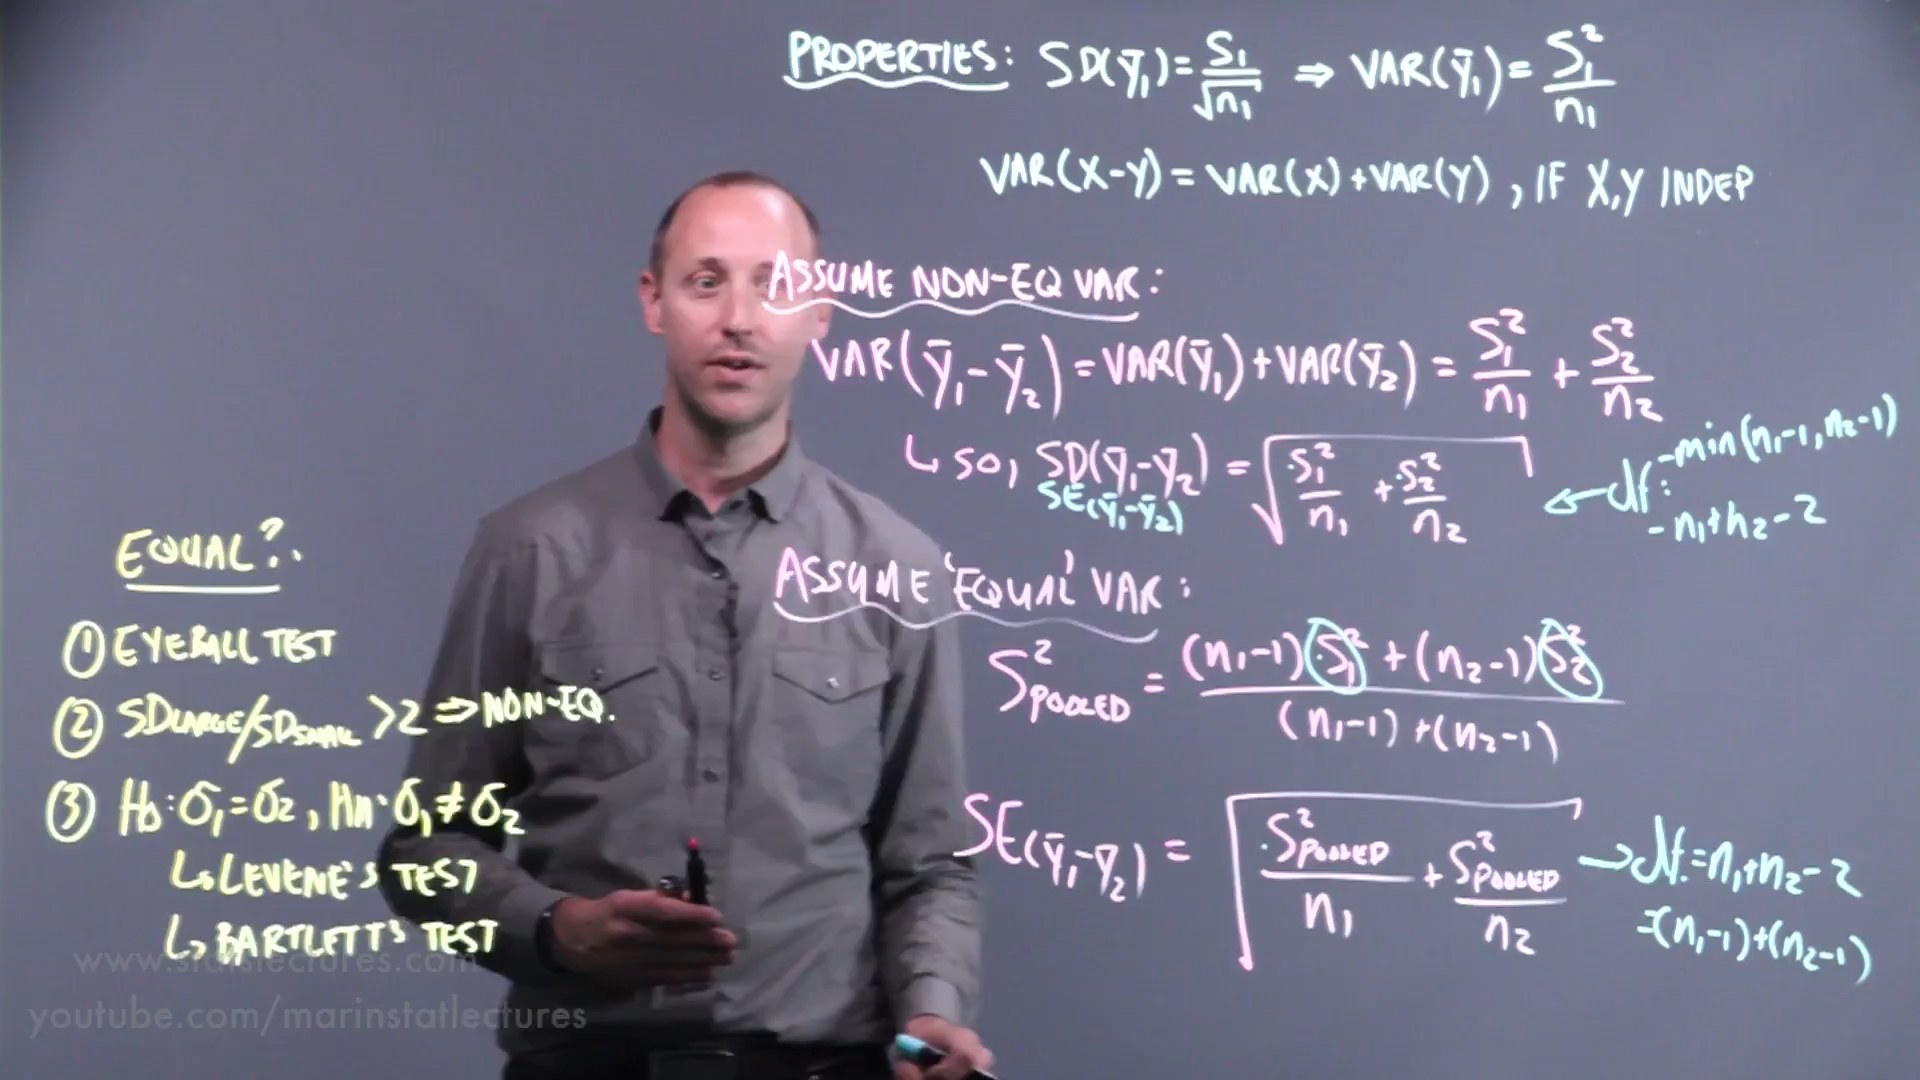 PROPERTIES: SD(ȳ₁) = S₁/√n₁ ⇒ VAR(ȳ₁) = S₁²/n₁
VAR(X-Y) = VAR(X) + VAR(Y), IF X,Y INDEP
ASSUME NON-EQ VAR:
VAR(ȳ₁-ȳ₂) = VAR(ȳ₁) + VAR(ȳ₂) = S₁²/n₁ + S₂²/n₂
↳ SO, SD(ȳ₁-ȳ₂) = √(S₁²/n₁ + S₂²/n₂)
SE(ȳ₁-ȳ₂)
← df: -min(n₁-1, n₂-1)
-n₁+n₂-2
ASSUME 'EQUAL' VAR:
S²POOLED = ((n₁-1)S₁² + (n₂-1)S₂²)/((n₁-1)+(n₂-1))
SE(ȳ₁-ȳ₂) = √(S²POOLED/n₁ + S²POOLED/n₂) → df.=n₁+n₂-2
=(n₁-1)+(n₂-1)
EQUAL?
① EYEBALL TEST
② SDLARGE/SDSMALL >2 ⇒ NON-EQ.
③ H₀: σ₁=σ₂, HA: σ₁≠σ₂
↳ LEVENE'S TEST
↳ BARTLETT'S TEST
www.statslectures.com
youtube.com/marinstatlectures